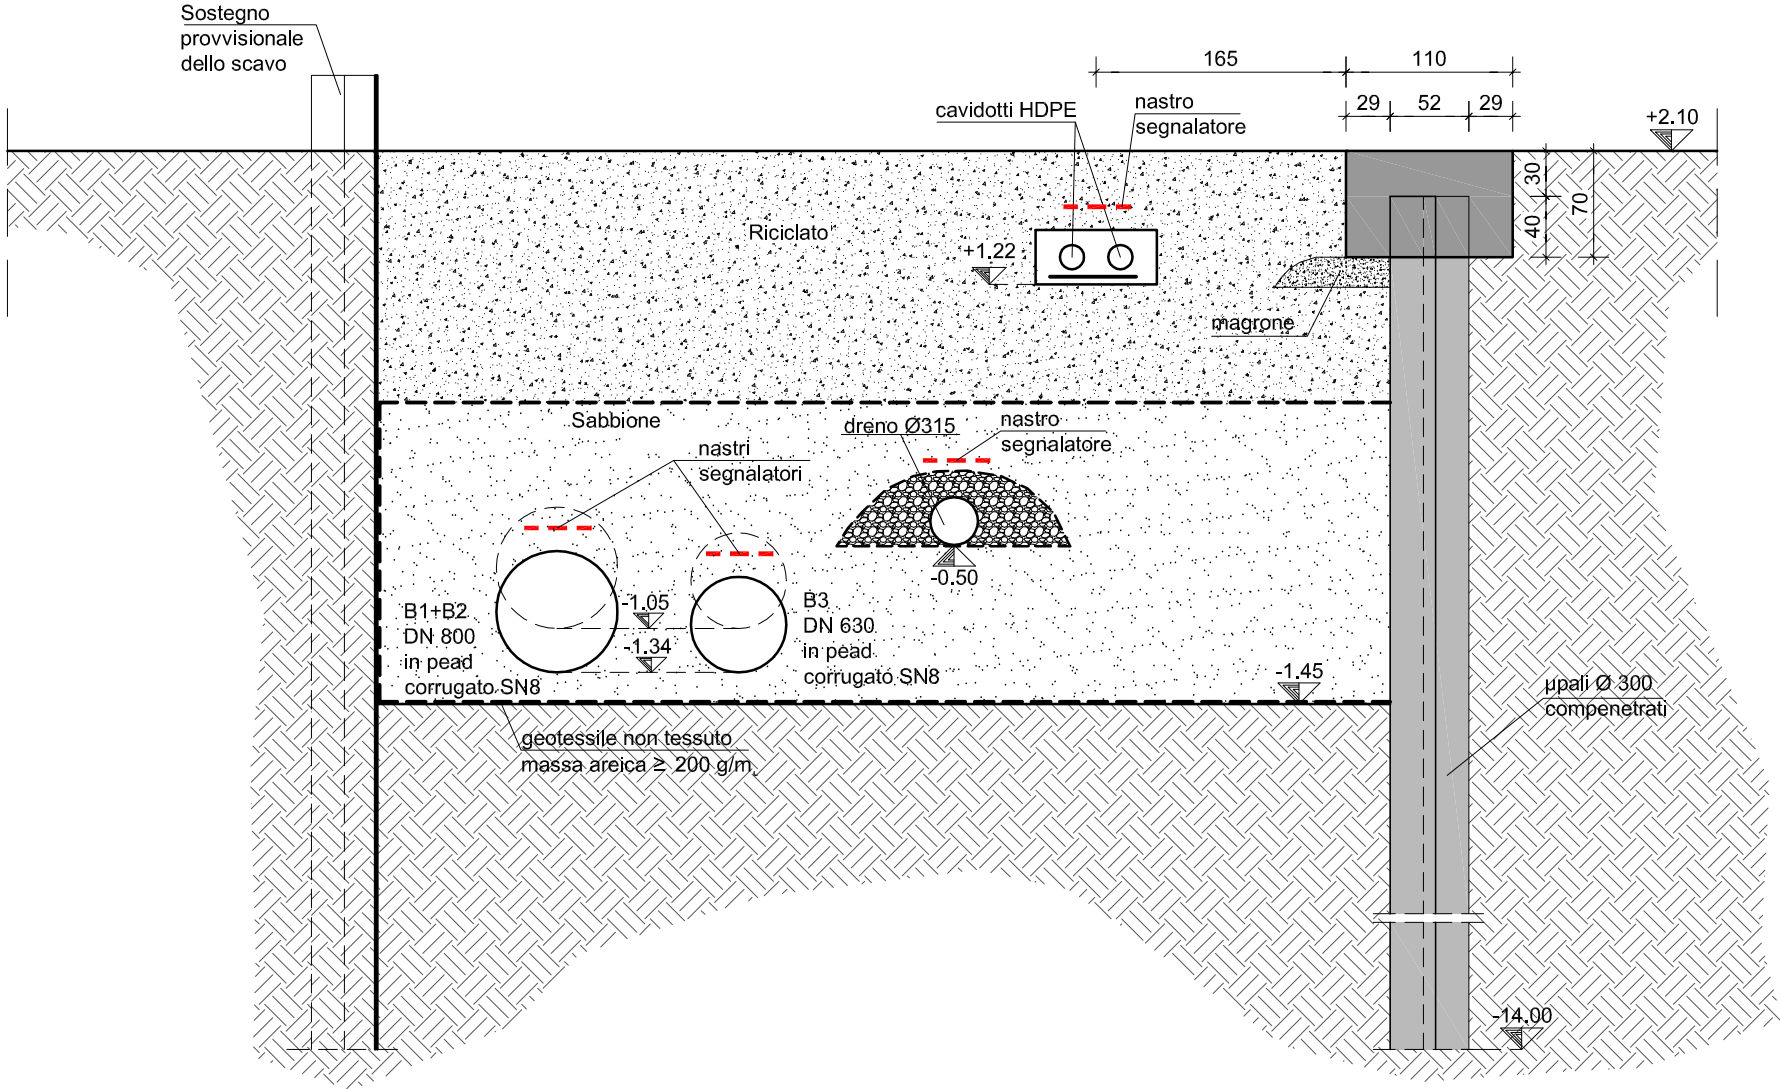 Sostegno
provvisionale
dello scavo
165
110
29
52
29
cavidotti HDPE
nastro
segnalatore
+2.10
30
40
70
Riciclato
+1.22
magrone
Sabbione
nastri
segnalatori
dreno Ø315
nastro
segnalatore
-0.50
B1+B2
DN 800
in pead
corrugato SN8
-1.05
-1.34
B3
DN 630
in pead
corrugato SN8
-1.45
µpali Ø 300
compenetrati
geotessile non tessuto
massa areica ≥ 200 g/m
-14.00